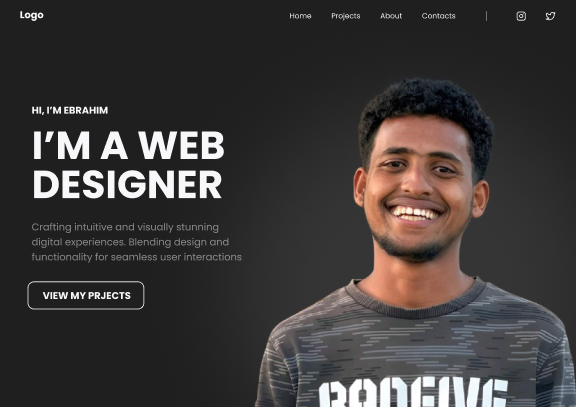 Logo
Home Projects About Contacts
HI, I'M EBRAHIM
I'M A WEB
DESIGNER
Crafting intuitive and visually stunning
digital experiences. Blending design and
functionality for seamless user interactions
VIEW MY PRJECTS